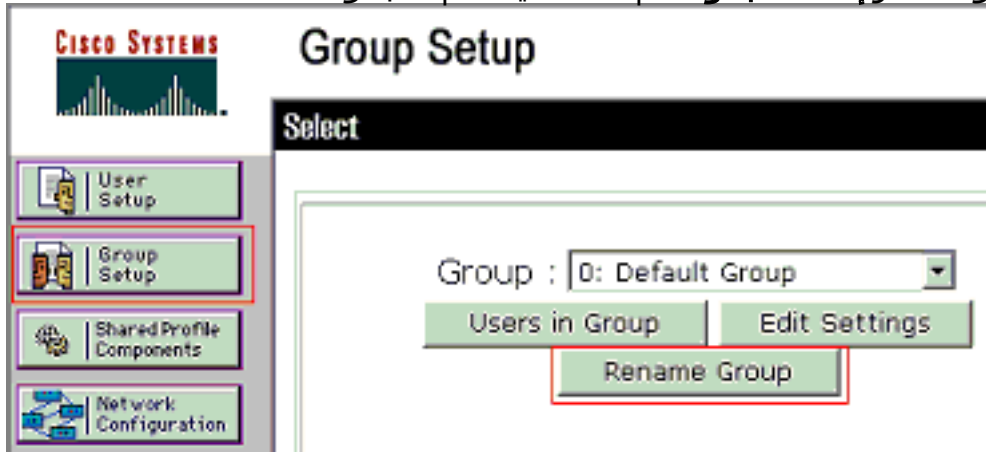 CISCO SYSTEMS
Group Setup
Select
User
Setup
Group
Setup
Shared Profile
Components
Network
Configuration
Group : 0: Default Group
Users in Group
Edit Settings
Rename Group